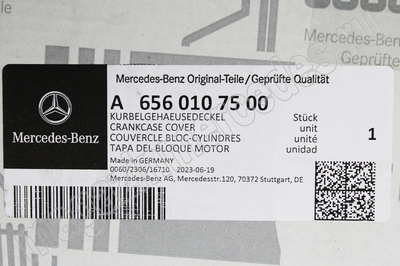 Mercedes-Benz Original-Teile/Geprüfte Qualität
Mercedes-Benz
A 656 010 75 00
KURBELGEHAEUSEDECKEL Stück
CRANKCASE COVER unit
COUVERCLE BLOC-CYLINDRES unité 1
TAPA DEL BLOQUE MOTOR unidad
Made in GERMANY
0060/2306/16710 2023-06-19
Mercedes-Benz AG, Mercedesstr.120, 70372 Stuttgart, DE